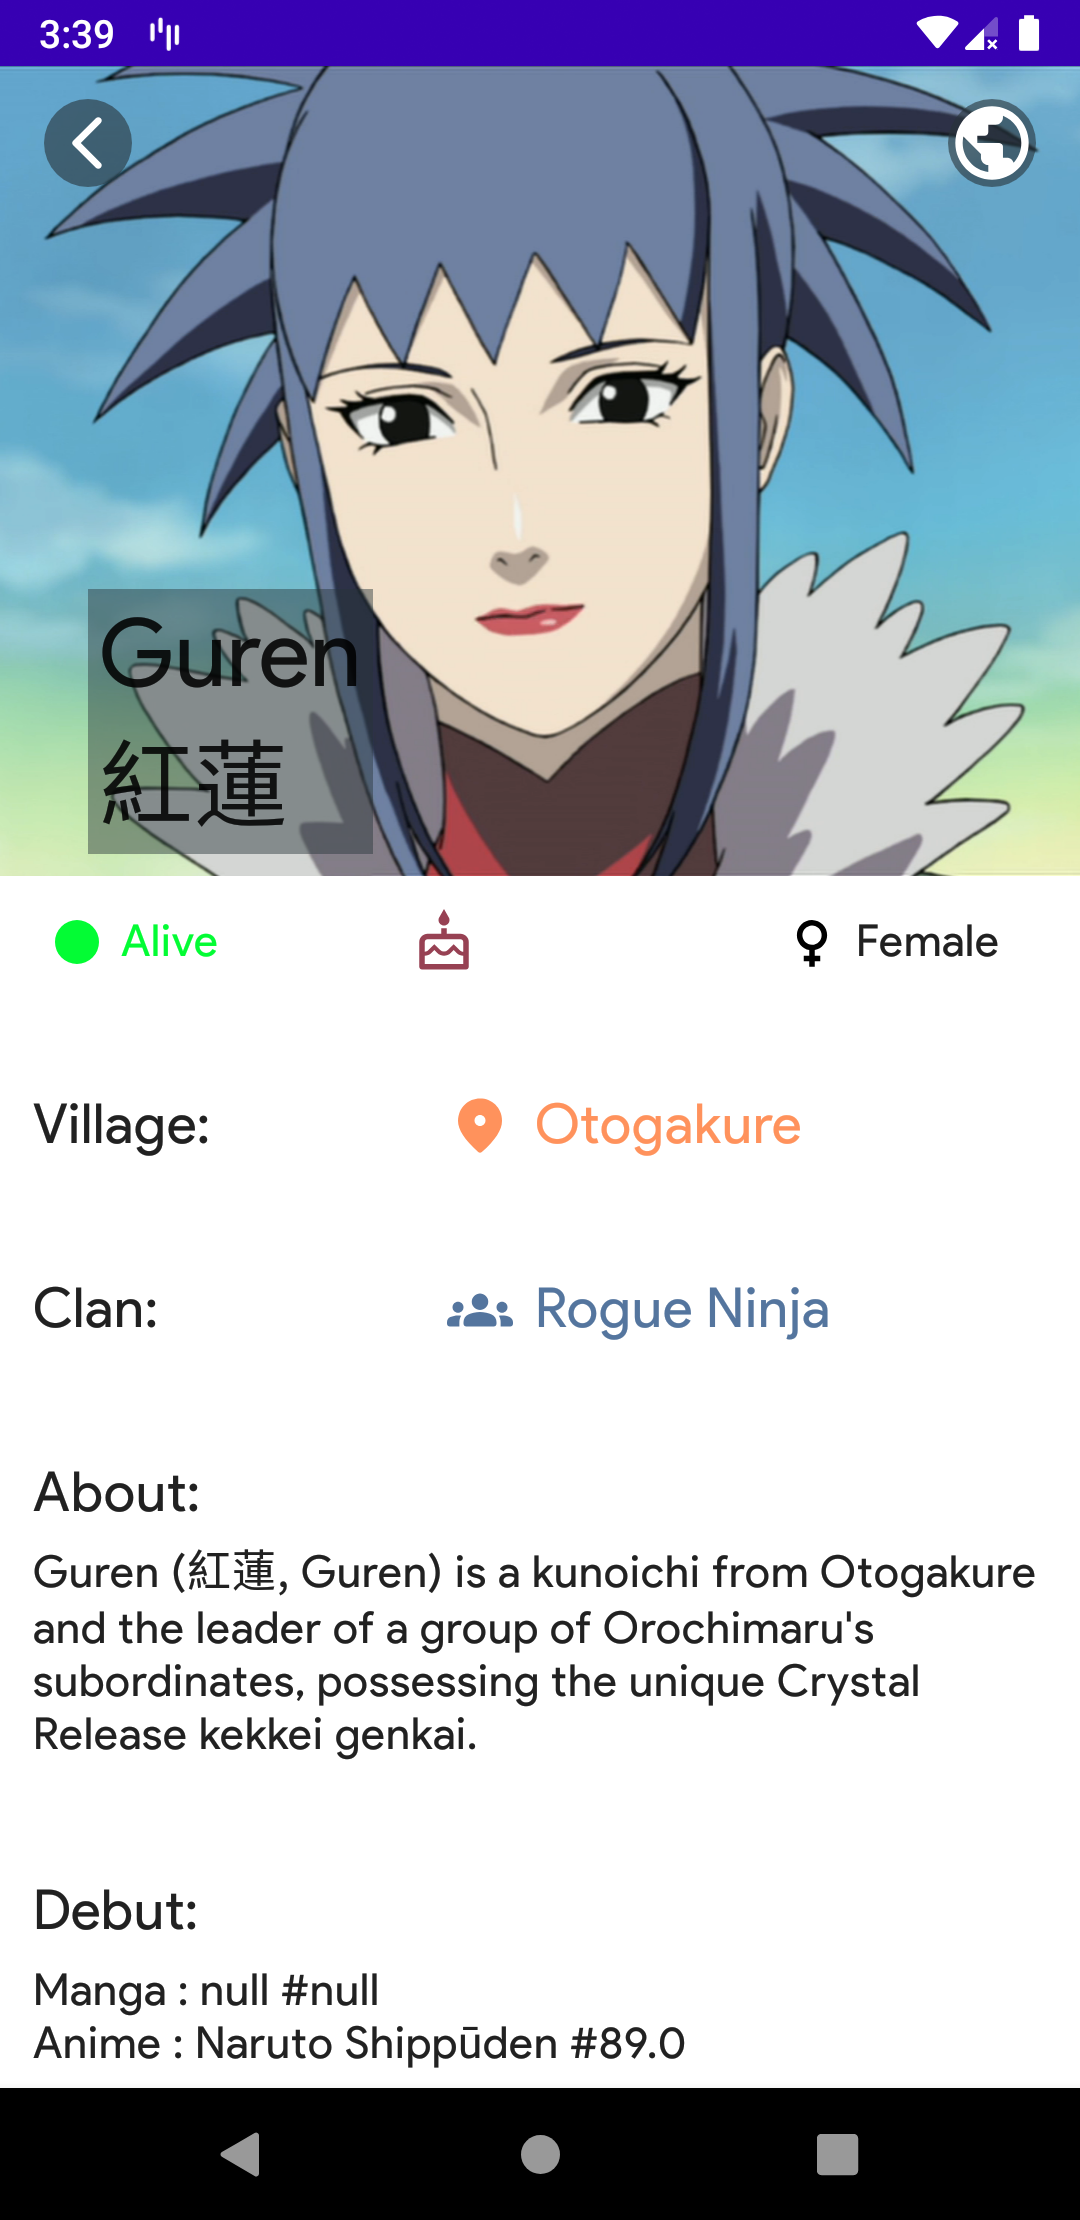 3:39
Guren
紅蓮
Alive
Female
Village:
Otogakure
Clan:
Rogue Ninja
About:
Guren (紅蓮, Guren) is a kunoichi from Otogakure
and the leader of a group of Orochimaru's
subordinates, possessing the unique Crystal
Release kekkei genkai.
Debut:
Manga : null #null
Anime : Naruto Shippūden #89.0